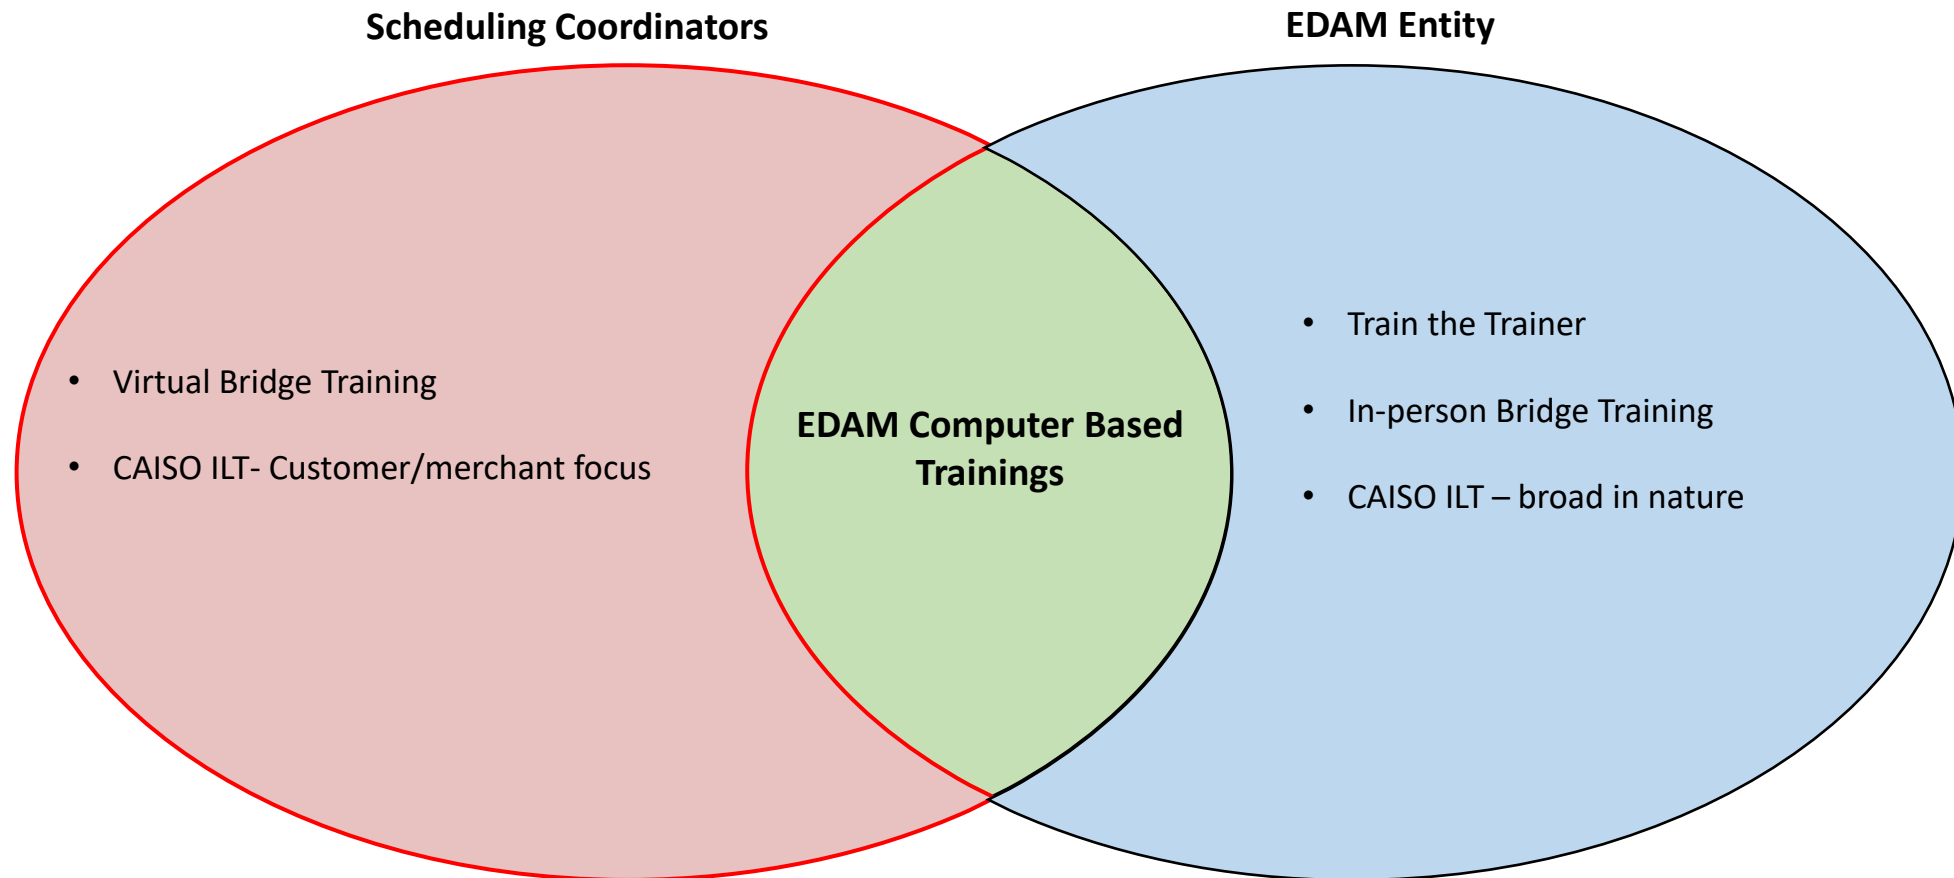 Scheduling Coordinators
EDAM Entity
• Virtual Bridge Training
• CAISO ILT- Customer/merchant focus
EDAM Computer Based
Trainings
• Train the Trainer
• In-person Bridge Training
• CAISO ILT – broad in nature